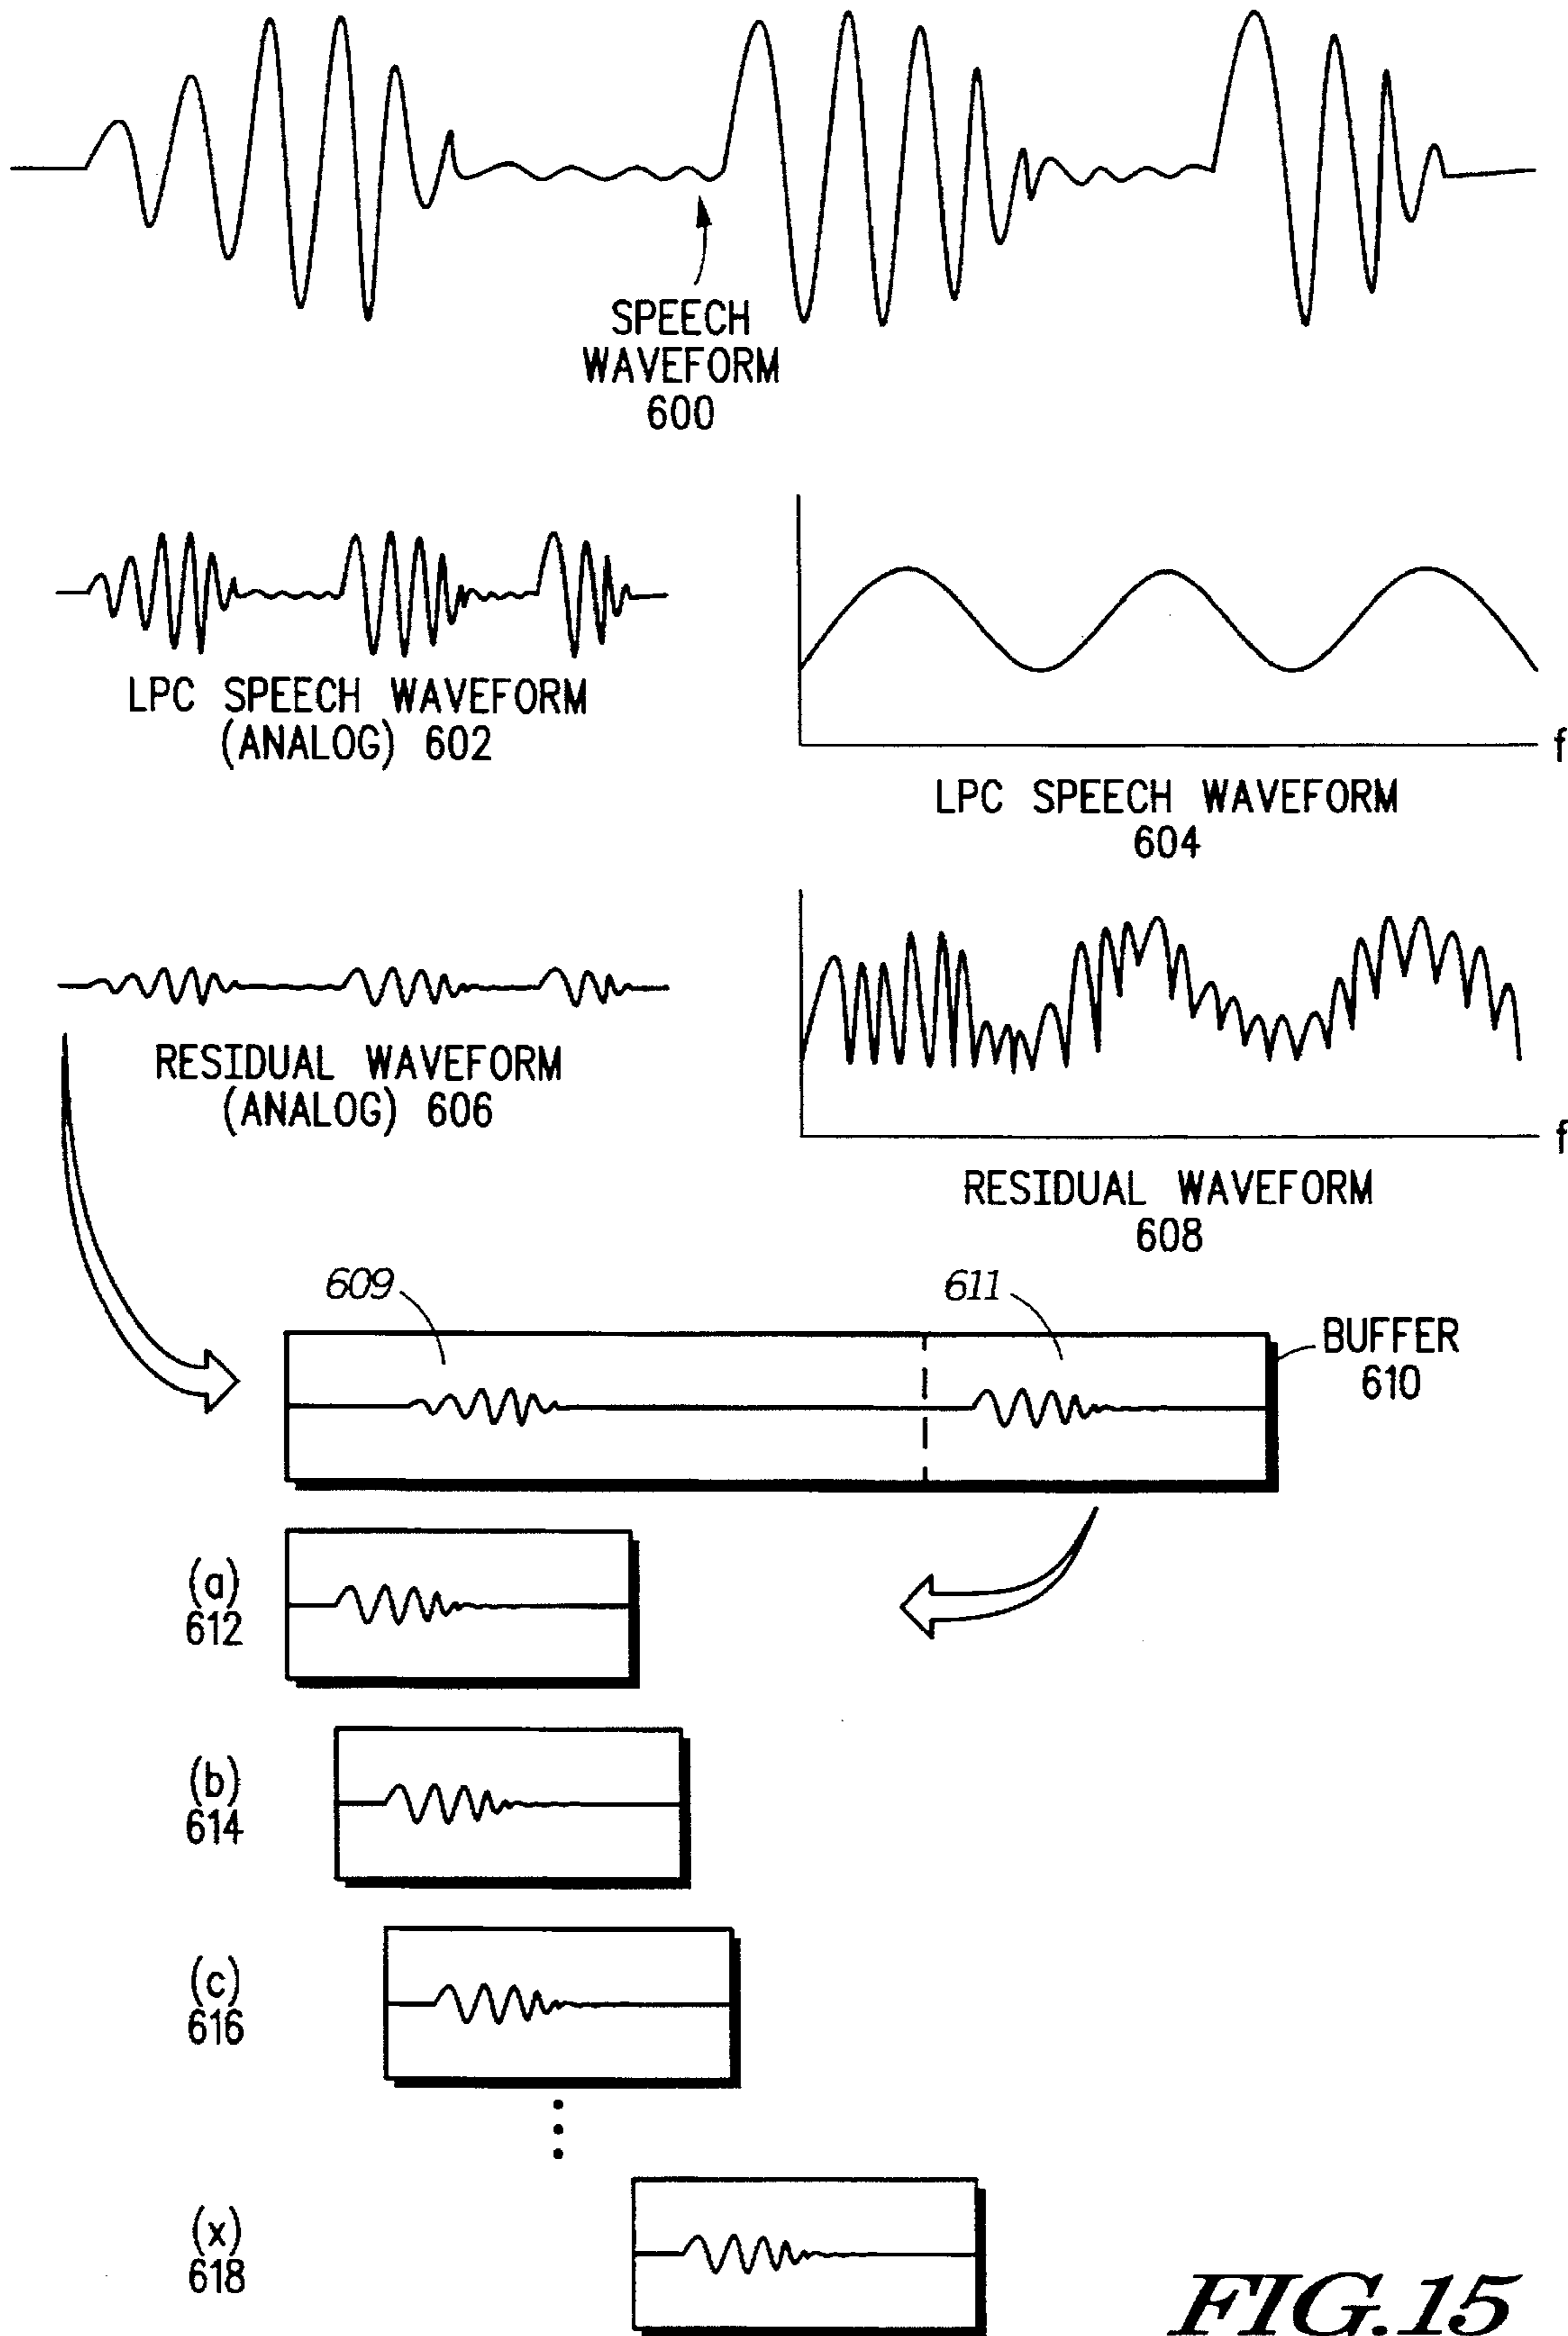 SPEECH
WAVEFORM
600
LPC SPEECH WAVEFORM
(ANALOG) 602
f
LPC SPEECH WAVEFORM
604
RESIDUAL WAVEFORM
(ANALOG) 606
f
RESIDUAL WAVEFORM
608
609
611
BUFFER
610
(a)
612
(b)
614
(c)
616
(x)
618
FIG.15